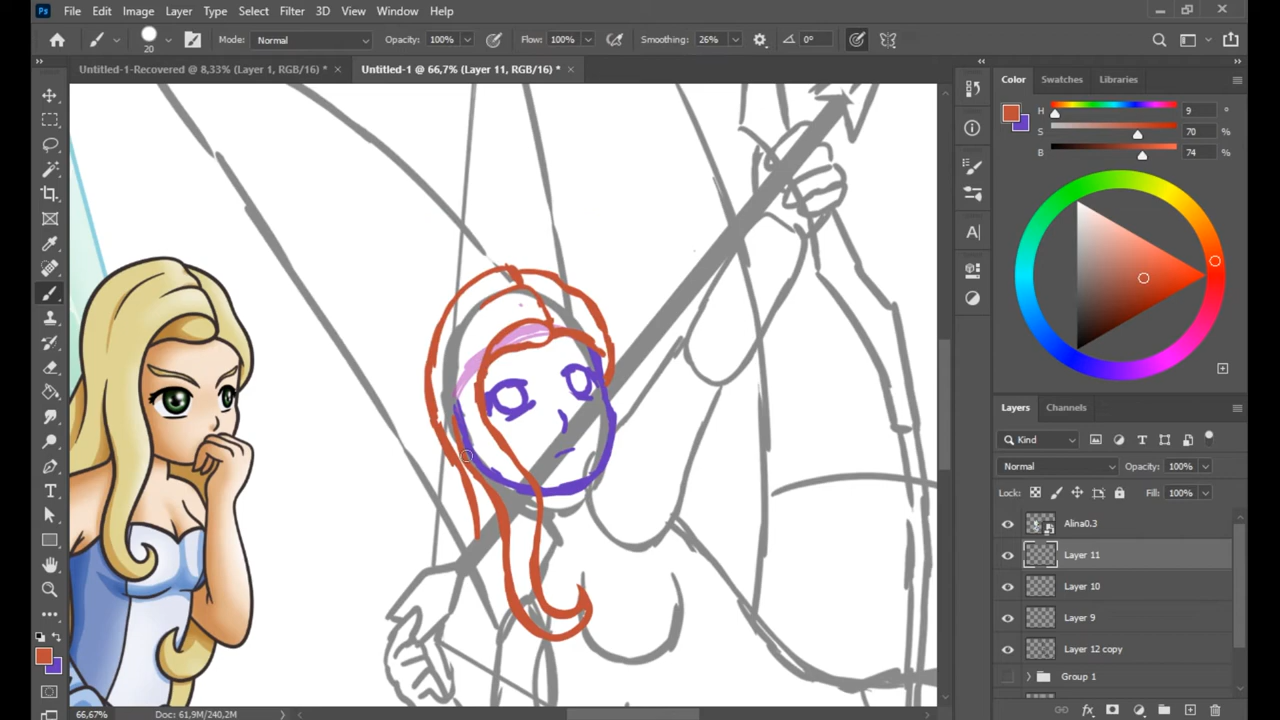 Ps File Edit Image Layer Type Select Filter 3D View Window Help
20 Mode: Normal Opacity: 100% Flow: 100% Smoothing: 26% 0°
Untitled-1-Recovered @ 8,33% (Layer 1, RGB/16) * × Untitled-1 @ 66,7% (Layer 11, RGB/16) * ×
Color Swatches Libraries
H 9 °
S 70 %
B 74 %
Layers Channels
Kind
Normal Opacity: 100%
Lock: Fill: 100%
Alina0.3
Layer 11
Layer 10
Layer 9
Layer 12 copy
Group 1
66,67% Doc: 61,9M/240,2M